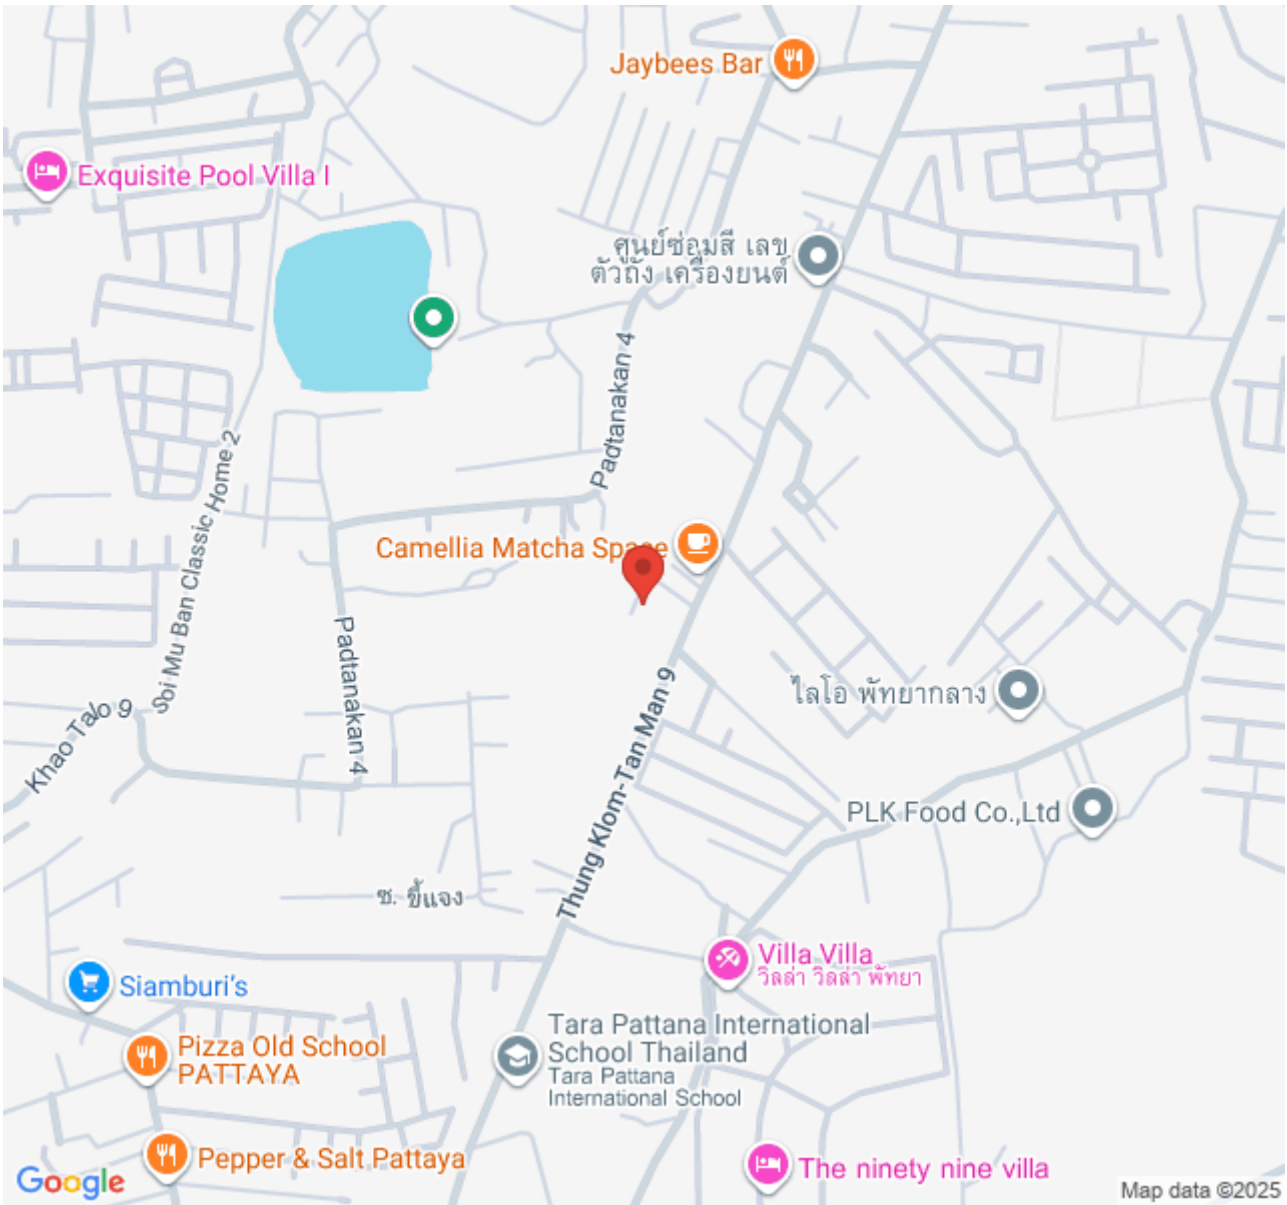 Jaybees Bar
Exquisite Pool Villa I
ศูนย์ซ่อมสี เลข
ตัวถัง เครื่องยนต์
Padtanakan 4
Soi Mu Ban Classic Home 2
Camellia Matcha Space
Padtanakan 4
Khao Talo 9
Thung Klom-Tan Man 9
ไลโอ พัทยากลาง
PLK Food Co.,Ltd
ซ. ขี้แจง
Villa Villa
วิลล่า วิลล่า พัทยา
Siamburi's
Tara Pattana International
School Thailand
Tara Pattana
International School
Pizza Old School
PATTAYA
Pepper & Salt Pattaya
The ninety nine villa
Google
Map data ©2025